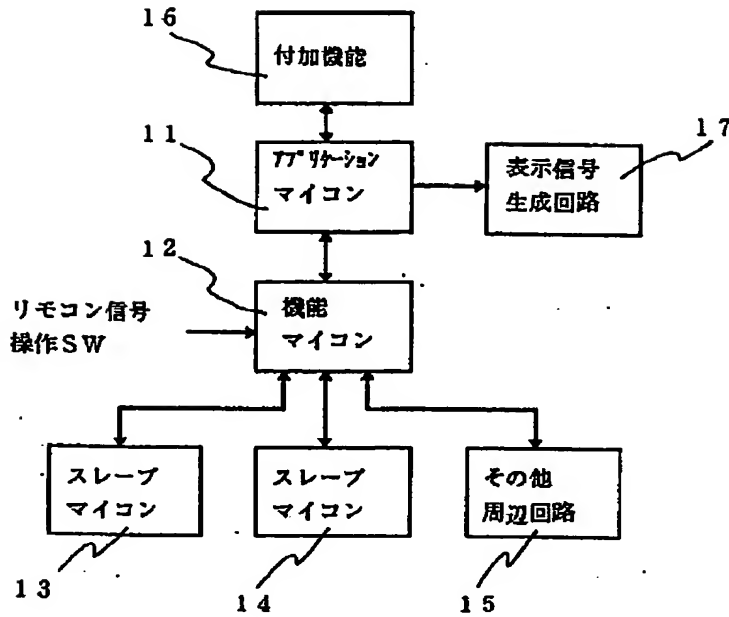 16
付加機能
11
アプリケーション
マイコン
17
表示信号
生成回路
12
機能
マイコン
リモコン信号
操作SW
スレーブ
マイコン
スレーブ
マイコン
その他
周辺回路
13
14
15